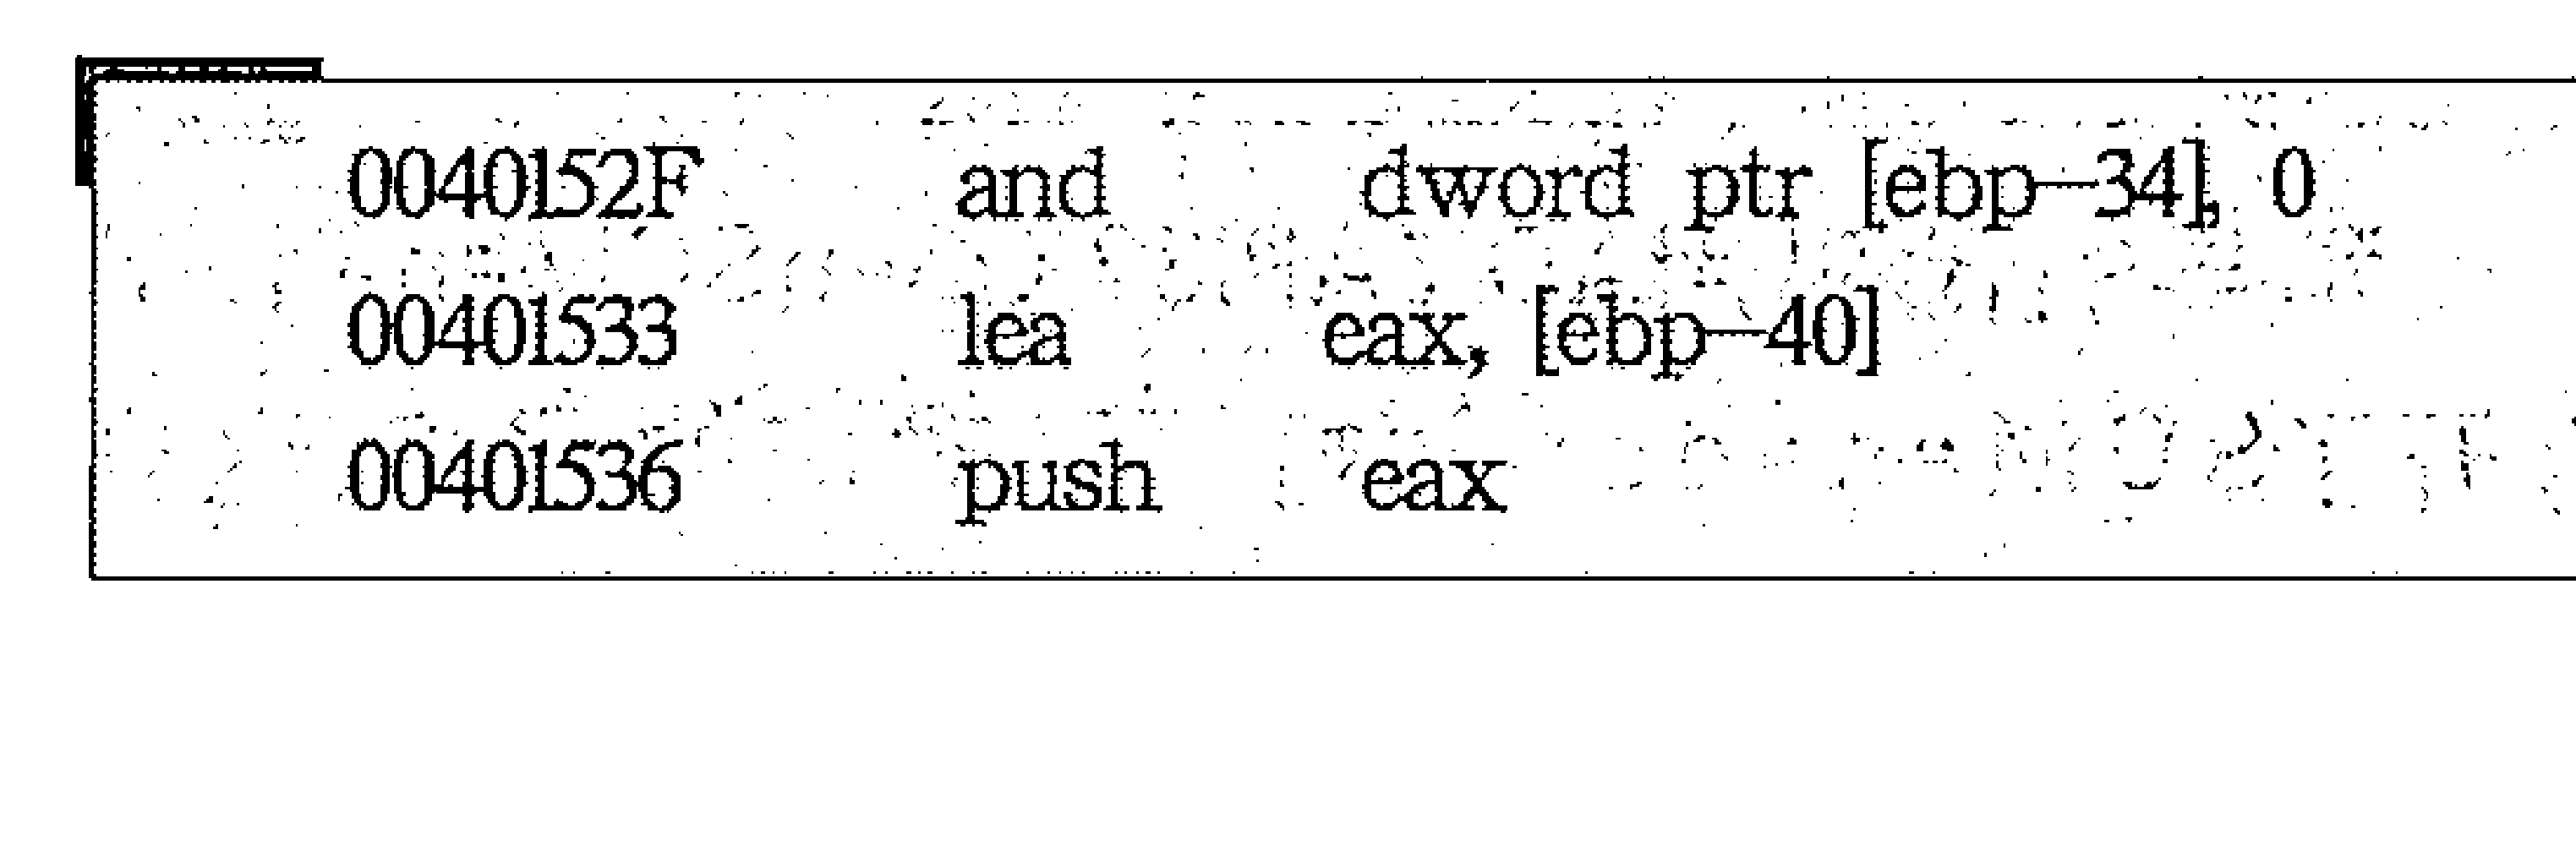 0040152F and dword ptr [ebp-34], 0
00401533 lea eax, [ebp-40]
00401536 push eax